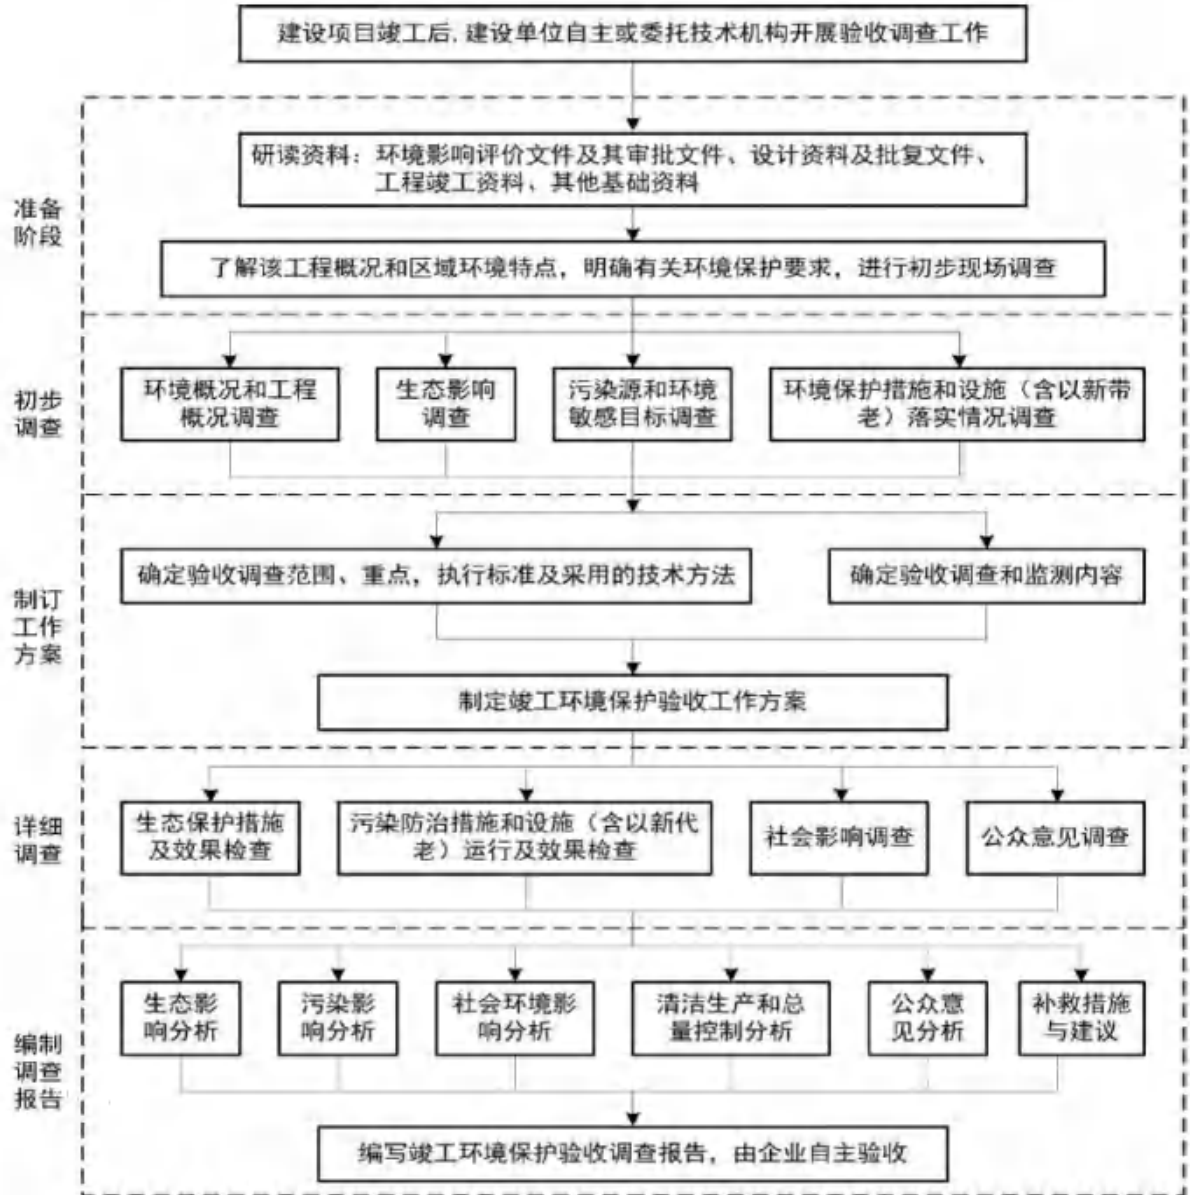 建设项目竣工后,建设单位自主或委托技术机构开展验收调查工作
准备
阶段
研读资料：环境影响评价文件及其审批文件、设计资料及批复文件、
工程竣工资料、其他基础资料
了解该工程概况和区域环境特点，明确有关环境保护要求，进行初步现场调查
初步
调查
环境概况和工程
概况调查
生态影响
调查
污染源和环境
敏感目标调查
环境保护措施和设施（含以新带
老）落实情况调查
制订
工作
方案
确定验收调查范围、重点，执行标准及采用的技术方法
确定验收调查和监测内容
制定竣工环境保护验收工作方案
详细
调查
生态保护措施
及效果检查
污染防治措施和设施（含以新代
老）运行及效果检查
社会影响调查
公众意见调查
编制
调查
报告
生态影
响分析
污染影
响分析
社会环境影
响分析
清洁生产和总
量控制分析
公众意
见分析
补救措施
与建议
编写竣工环境保护验收调查报告，由企业自主验收